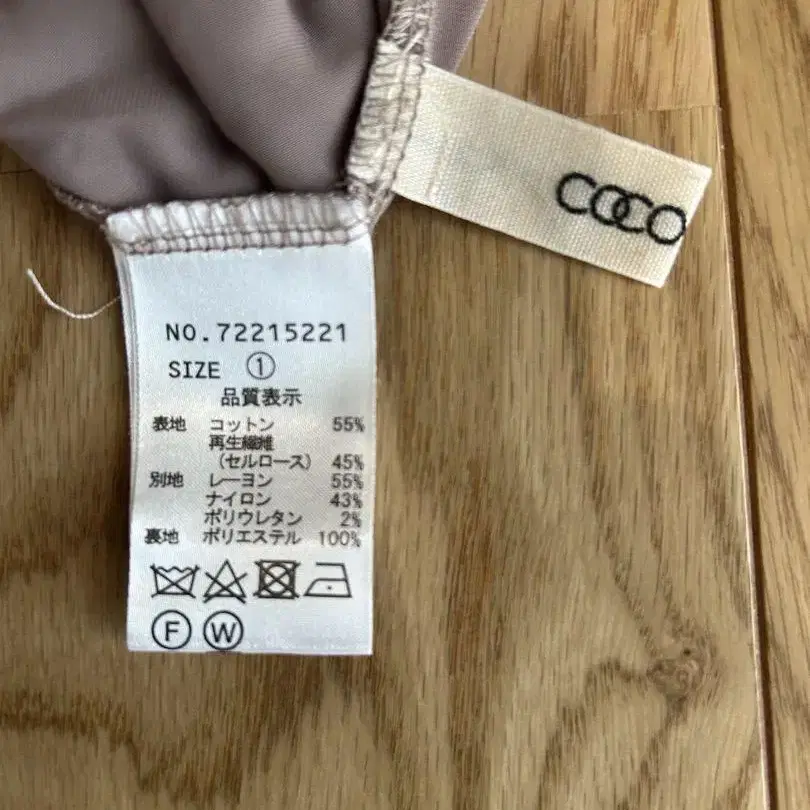 COCO
NO.72215221
SIZE ①
品質表示
表地 コットン 55%
再生繊維
（セルロース） 45%
別地 レーヨン 55%
ナイロン 43%
ポリウレタン 2%
裏地 ポリエステル 100%
Ⓕ Ⓦ